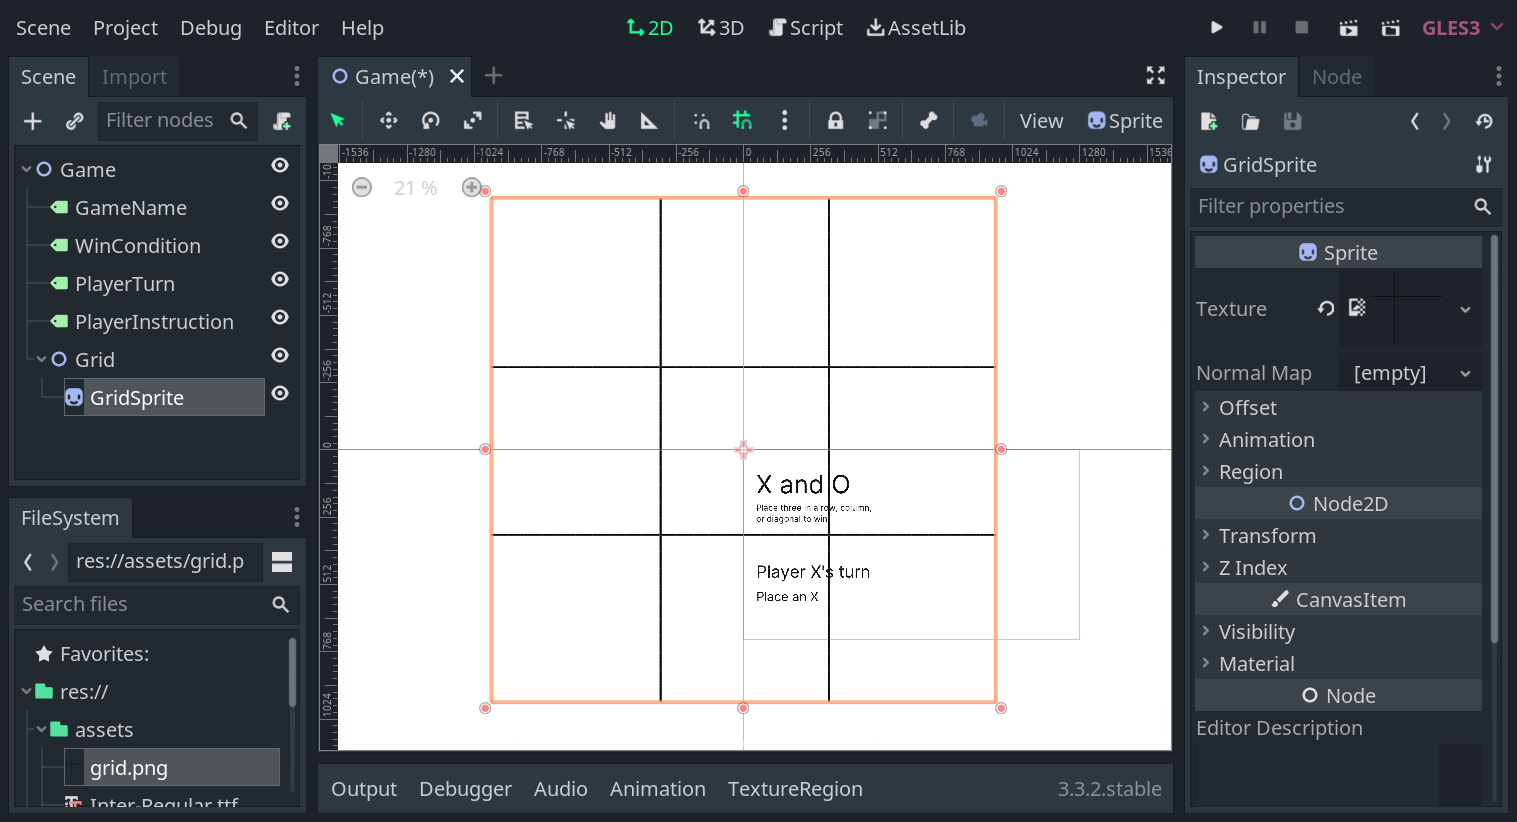 Scene Project Debug Editor Help 2D 3D Script AssetLib GLES3
Scene Import
Filter nodes
Game
GameName
WinCondition
PlayerTurn
PlayerInstruction
Grid
GridSprite
FileSystem
res://assets/grid.p
Search files
Favorites:
res://
assets
grid.png
Inter-Regular.ttf
Game(*)
View Sprite
-1536 -1280 -1024 -768 -512 -256 0 256 512 768 1024 1280 1536
-10
-768
-512
-256
0
256
512
768
1024
21 %
X and O
Place three in a row, column,
or diagonal to win
Player X's turn
Place an X
Output Debugger Audio Animation TextureRegion 3.3.2.stable
Inspector Node
GridSprite
Filter properties
Sprite
Texture
Normal Map [empty]
Offset
Animation
Region
Node2D
Transform
Z Index
CanvasItem
Visibility
Material
Node
Editor Description